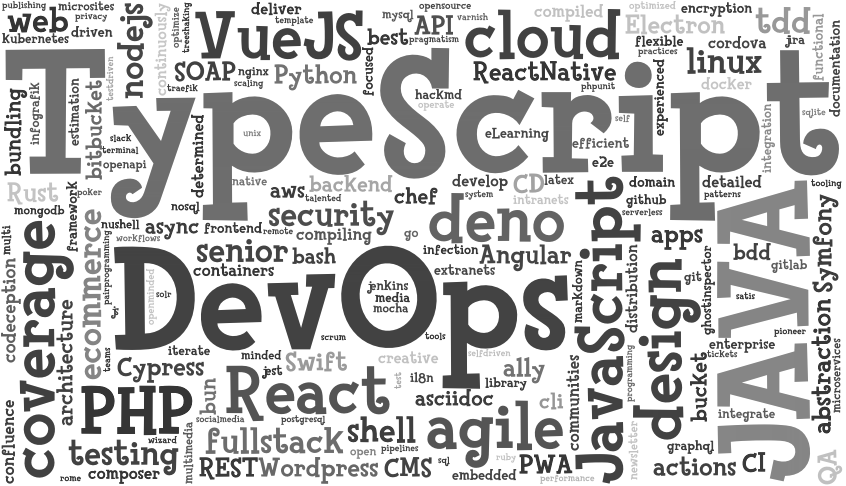 publishing
microsites
web
privacy
Kubernetes
driven
nodejs
continuously
optimize
treeshaking
deliver
template
VueJS
mysql
opensource
API
varnish
best
pragmatism
cloud
compiled
optimized
Electron
encryption
tdd
jira
functional
documentation
flexible
practices
cordova
linux
SOAP
nginx
scaling
Python
focused
ReactNative
traefik
docker
phpunit
experienced
TypeScript
bundling
infografik
estimation
bitbucket
testdriven
hackmd
operate
self
sqlite
integration
slack
terminal
openapi
determined
unix
eLearning
efficient
e2e
Rust
poker
native
nosql
aws
talented
backend
chef
develop
system
CD
latex
intranets
domain
github
serverless
detailed
patterns
tooling
mongodb
framework
nushell
async
frontend
remote
security
compiling
go
deno
workflows
multi
codeception
coverage
ecommerce
pairprogramming
senior
bash
containers
infection
Angular
extranets
JavaScript
markdown
distribution
apps
bdd
gitlab
git
ghostinspector
satis
JAVA
Symfony
abstraction
microservices
DevOps
openminded
solr
jenkins
media
mocha
scrum
tools
design
pioneer
enterprise
tickets
architecture
teams
iterate
Cypress
minded
jest
Swift
creative
selfdriven
test
i18n
ally
library
communities
programming
bucket
PHP
bun
React
asciidoc
cli
integrate
confluence
socialmedia
postgresql
testing
wizard
multimedia
fullstack
shell
agile
open
pipelines
newsletter
graphql
rome
composer
REST
Wordpress
CMS
sql
ruby
embedded
PWA
performance
actions
CI
QA